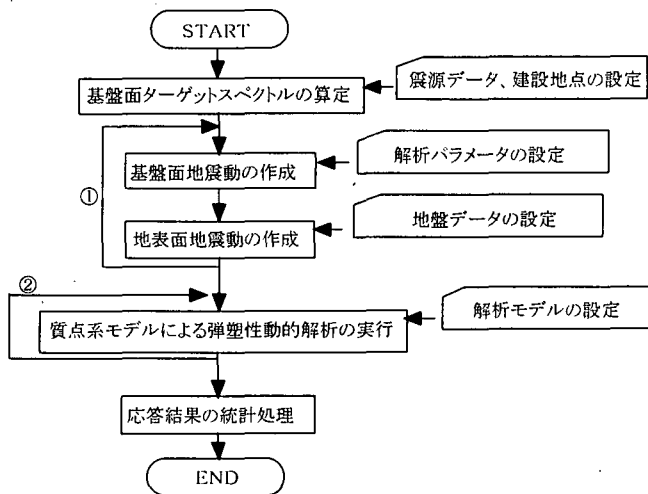 START
基盤面ターゲットスペクトルの算定
震源データ、建設地点の設定
基盤面地震動の作成
解析パラメータの設定
①
地表面地震動の作成
地盤データの設定
②
質点系モデルによる弾塑性動的解析の実行
解析モデルの設定
応答結果の統計処理
END